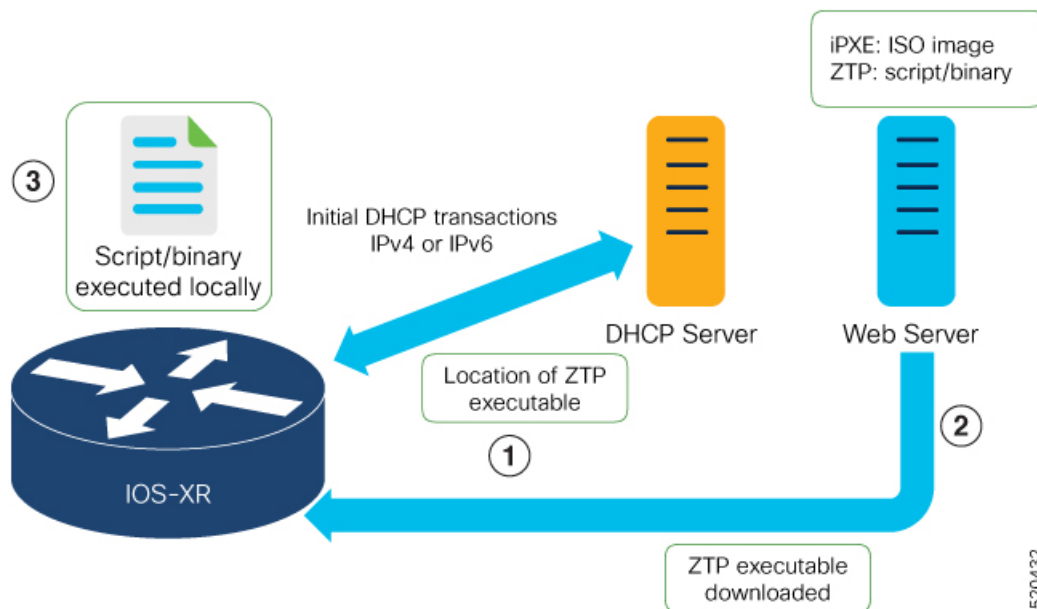 iPXE: ISO image
ZTP: script/binary
3
Script/binary
executed locally
Initial DHCP transactions
IPv4 or IPv6
DHCP Server
Web Server
Location of ZTP
executable
1
2
IOS-XR
ZTP executable
downloaded
520432